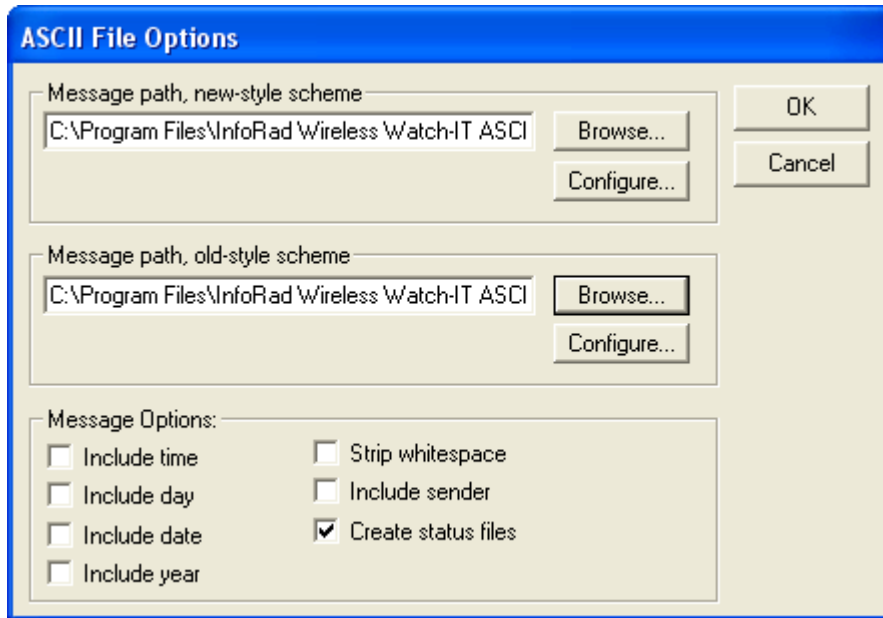 ASCII File Options
Message path, new-style scheme
C:\Program Files\InfoRad Wireless Watch-IT ASCI
Browse...
Configure...
OK
Cancel
Message path, old-style scheme
C:\Program Files\InfoRad Wireless Watch-IT ASCI
Browse...
Configure...
Message Options:
Include time
Include day
Include date
Include year
Strip whitespace
Include sender
Create status files